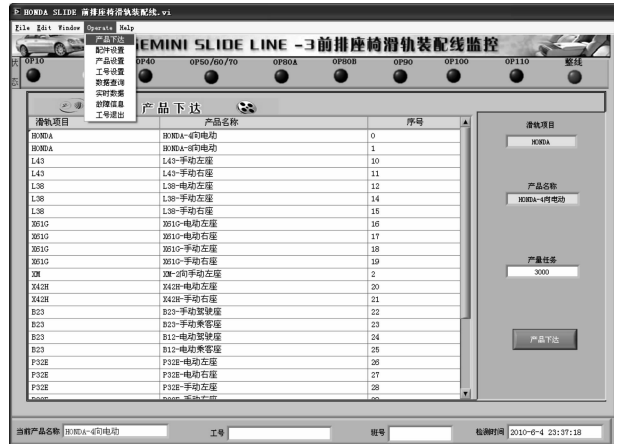 HONDA SLIDE 前排座椅滑轨装配线.vi
File Edit Window Operate Help
产品下达
配件设置
产品设置
工号设置
数据查询
实时数据
故障信息
工号退出
EMINI SLIDE LINE -3前排座椅滑轨装配线监控
状态
OP10 OP40 OP50/60/70 OP80A OP80B OP90 OP100 OP110 整线
产品下达
滑轨项目 产品名称 序号
HONDA HONDA-4向电动 0
HONDA HONDA-8向电动 1
L43 L43-手动左座 10
L43 L43-手动右座 11
L38 L38-电动左座 12
L38 L38-手动左座 14
L38 L38-手动右座 15
X61G X61G-电动左座 16
X61G X61G-电动右座 17
X61G X61G-手动左座 18
X61G X61G-手动右座 19
XM XM-2向手动左座 2
X42H X42H-电动左座 20
X42H X42H-手动右座 21
B23 B23-手动驾驶座 22
B23 B23-手动乘客座 23
B23 B12-电动驾驶座 24
B23 B12-电动乘客座 25
P32E P32E-电动左座 26
P32E P32E-电动右座 27
P32E P32E-手动左座 28
滑轨项目
HONDA
产品名称
HONDA-4向电动
产量任务
3000
产品下达
当前产品名称 HONDA-4向电动 工号 班号 检测时间 2010-6-4 23:37:18